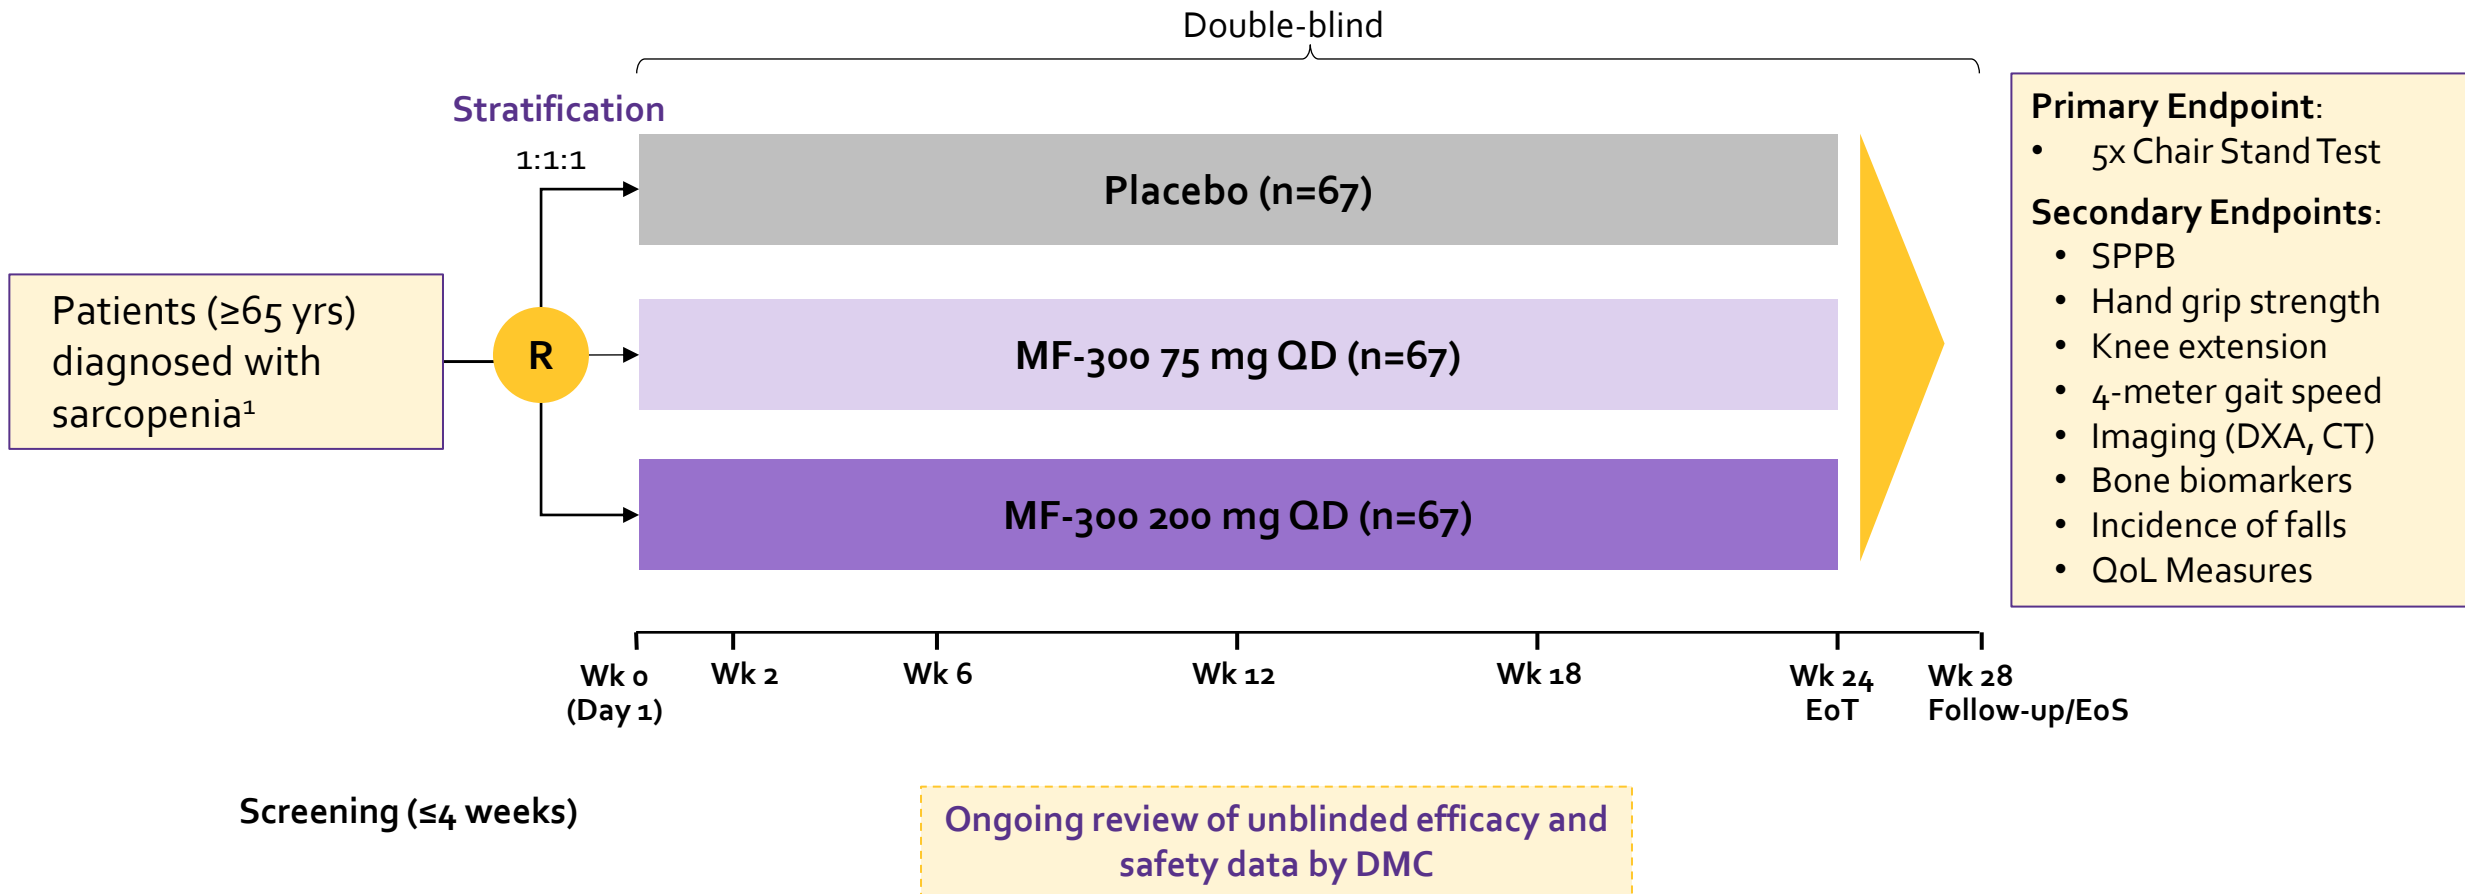 Double-blind
Stratification
1:1:1
Patients (≥65 yrs)
diagnosed with
sarcopenia¹
R
Placebo (n=67)
MF-300 75 mg QD (n=67)
MF-300 200 mg QD (n=67)
Primary Endpoint:
• 5x Chair Stand Test
Secondary Endpoints:
• SPPB
• Hand grip strength
• Knee extension
• 4-meter gait speed
• Imaging (DXA, CT)
• Bone biomarkers
• Incidence of falls
• QoL Measures
Wk 0
(Day 1)
Wk 2
Wk 6
Wk 12
Wk 18
Wk 24
EoT
Wk 28
Follow-up/EoS
Screening (≤4 weeks)
Ongoing review of unblinded efficacy and
safety data by DMC